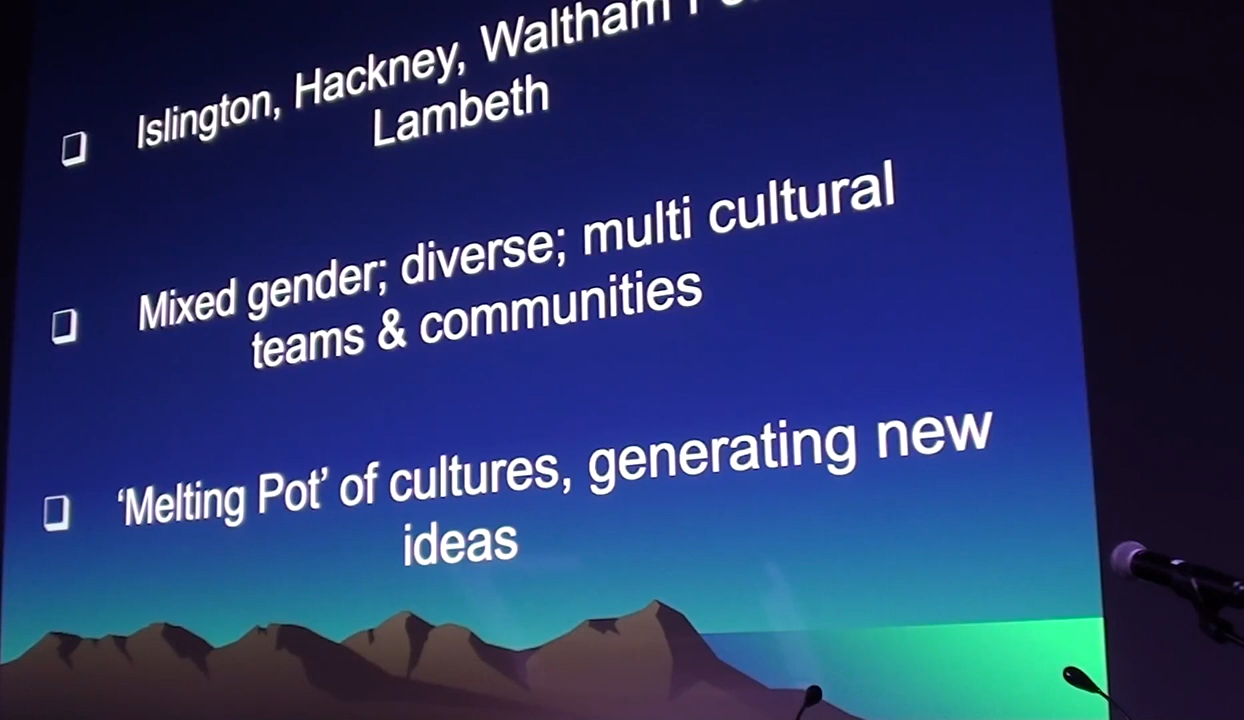 Islington, Hackney, Waltham
Lambeth
Mixed gender; diverse; multi cultural
teams & communities
‘Melting Pot’ of cultures, generating new
ideas